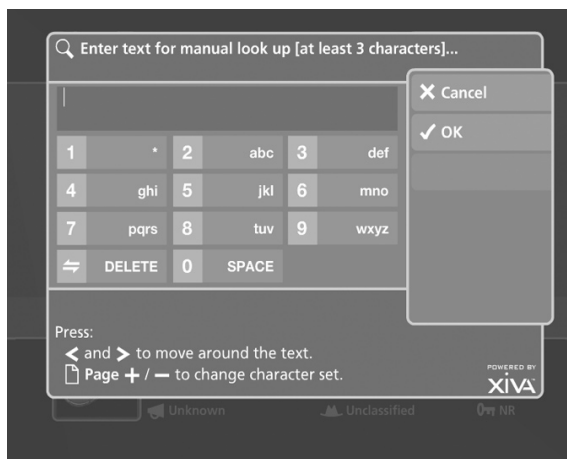 Enter text for manual look up [at least 3 characters]...
Cancel
OK
1 *
2 abc
3 def
4 ghi
5 jkl
6 mno
7 pqrs
8 tuv
9 wxyz
DELETE
0 SPACE
Press:
< and > to move around the text.
Page + / − to change character set.
POWERED BY
XiVA
Unknown
Unclassified
NR